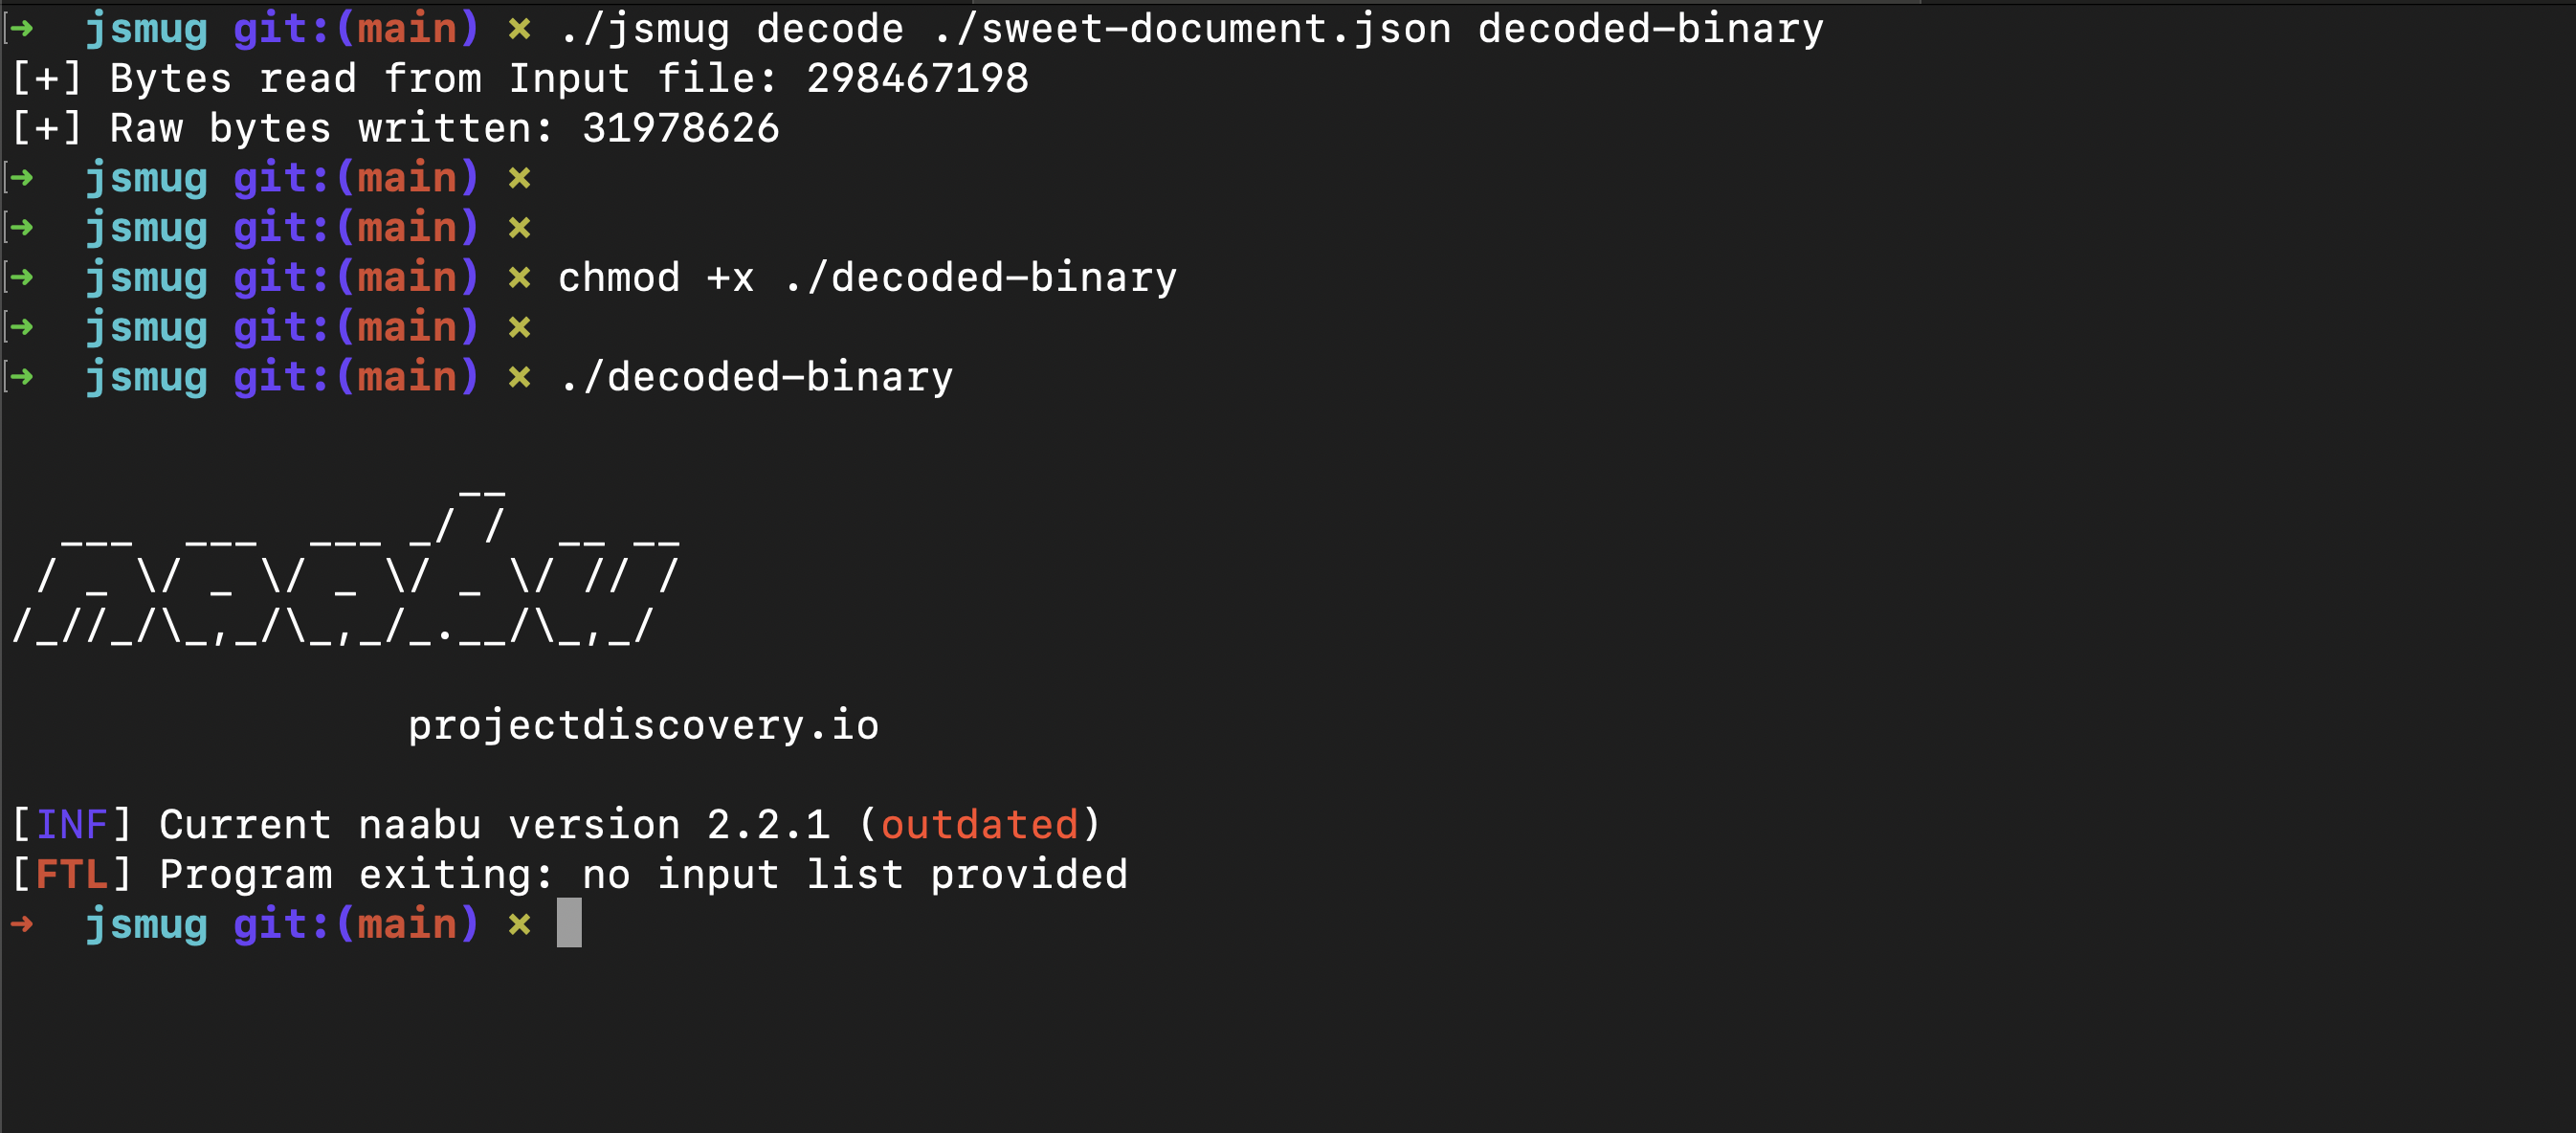 ➜  jsmug git:(main) ✗ ./jsmug decode ./sweet-document.json decoded-binary
[+] Bytes read from Input file: 298467198
[+] Raw bytes written: 31978626
➜  jsmug git:(main) ✗
➜  jsmug git:(main) ✗
➜  jsmug git:(main) ✗ chmod +x ./decoded-binary
➜  jsmug git:(main) ✗
➜  jsmug git:(main) ✗ ./decoded-binary
                  __
  ___  ___  ___ _/ /  __ __
 / _ \/ _ \/ _ \/ _ \/ // /
/_//_/\_,_/\_,_/_.__/\_,_/
                projectdiscovery.io
[INF] Current naabu version 2.2.1 (outdated)
[FTL] Program exiting: no input list provided
➜  jsmug git:(main) ✗